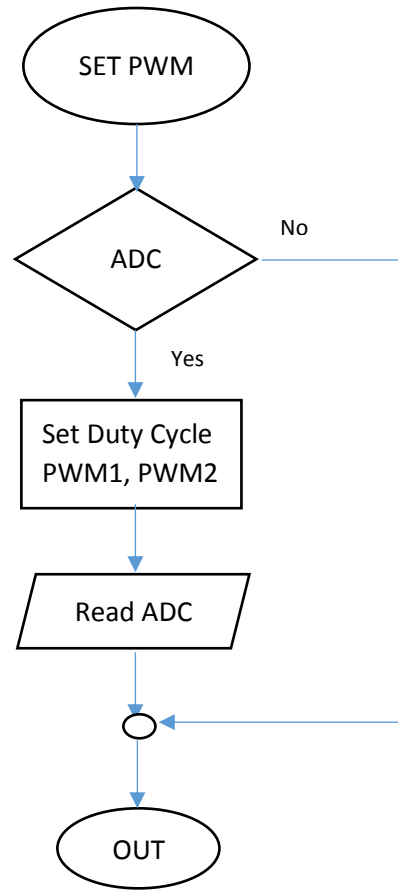 SET PWM
ADC
No
Yes
Set Duty Cycle
PWM1, PWM2
Read ADC
OUT